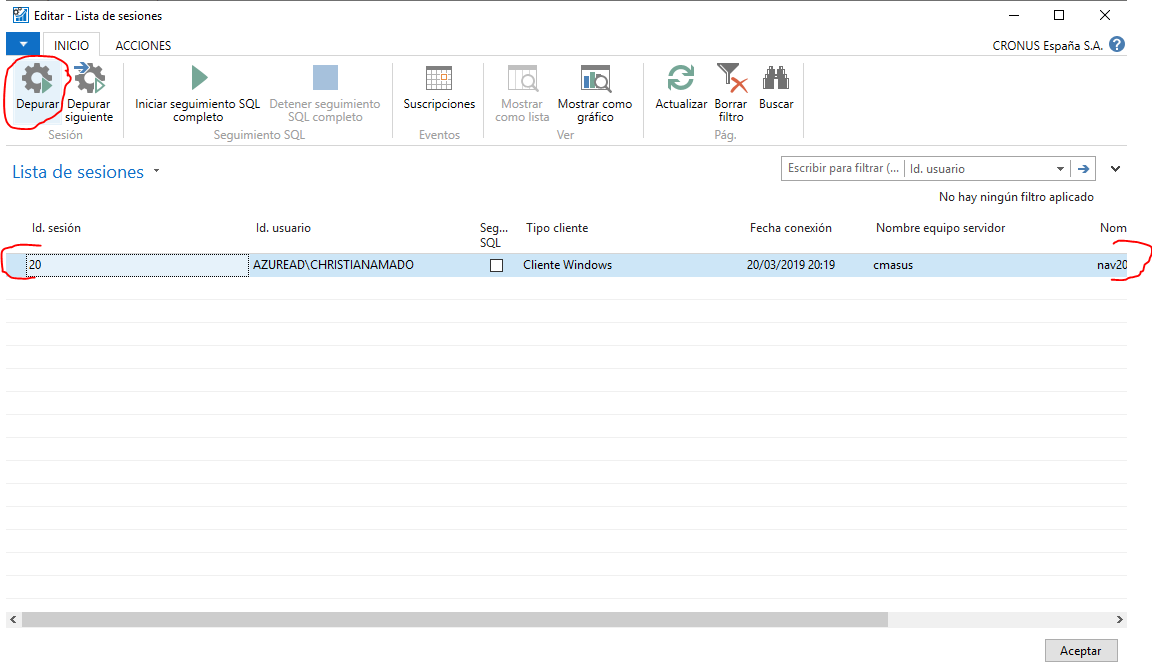 Editar - Lista de sesiones
INICIO ACCIONES CRONUS España S.A. ?
Depurar Depurar siguiente
Iniciar seguimiento SQL completo
Detener seguimiento SQL completo
Suscripciones
Mostrar como lista
Mostrar como gráfico
Actualizar
Borrar filtro
Buscar
Sesión Seguimiento SQL Eventos Ver Pág.
Lista de sesiones
Escribir para filtrar (... Id. usuario
No hay ningún filtro aplicado
Id. sesión Id. usuario Seg... SQL Tipo cliente Fecha conexión Nombre equipo servidor Nom
20 AZUREAD\CHRISTIANAMADO Cliente Windows 20/03/2019 20:19 cmasus nav20
Aceptar